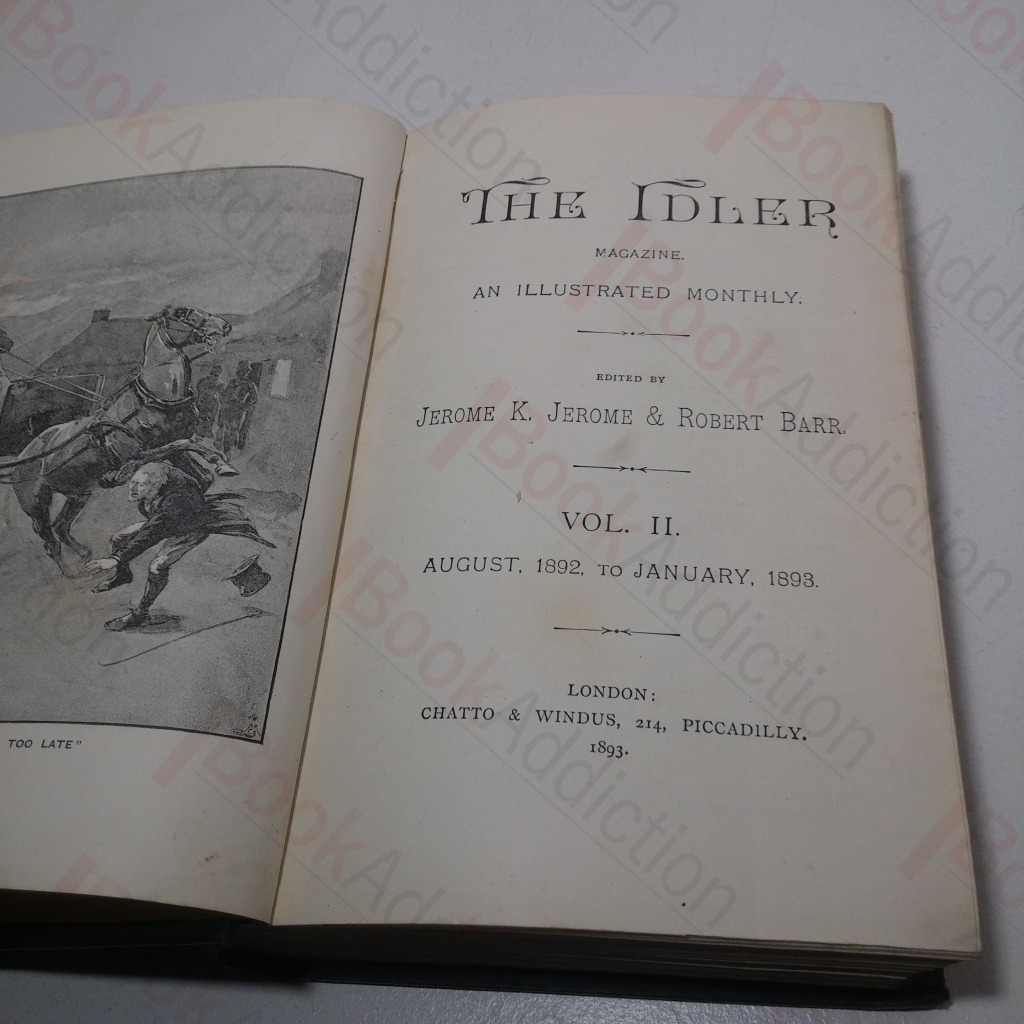 THE IDLER
MAGAZINE.
AN ILLUSTRATED MONTHLY.
EDITED BY
JEROME K. JEROME & ROBERT BARR.
VOL. II.
AUGUST, 1892, TO JANUARY, 1893.
LONDON:
CHATTO & WINDUS, 214, PICCADILLY.
1893.
TOO LATE"
BookAddiction